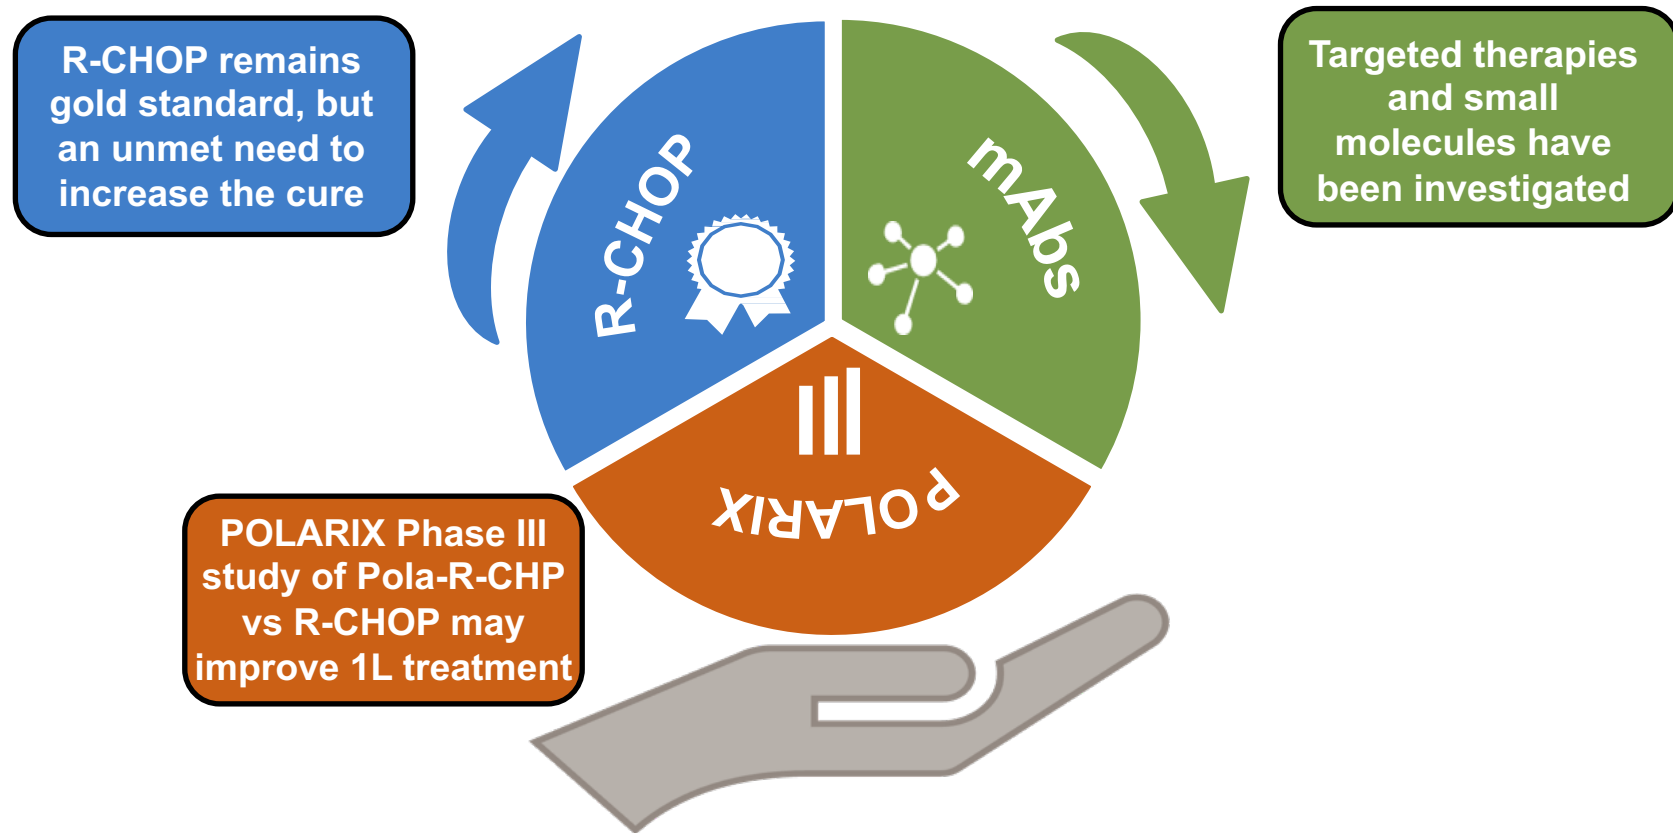 R-CHOP remains
gold standard, but
an unmet need to
increase the cure
Targeted therapies
and small
molecules have
been investigated
R-CHOP
mAbs
POLARIX
POLARIX Phase III
study of Pola-R-CHP
vs R-CHOP may
improve 1L treatment